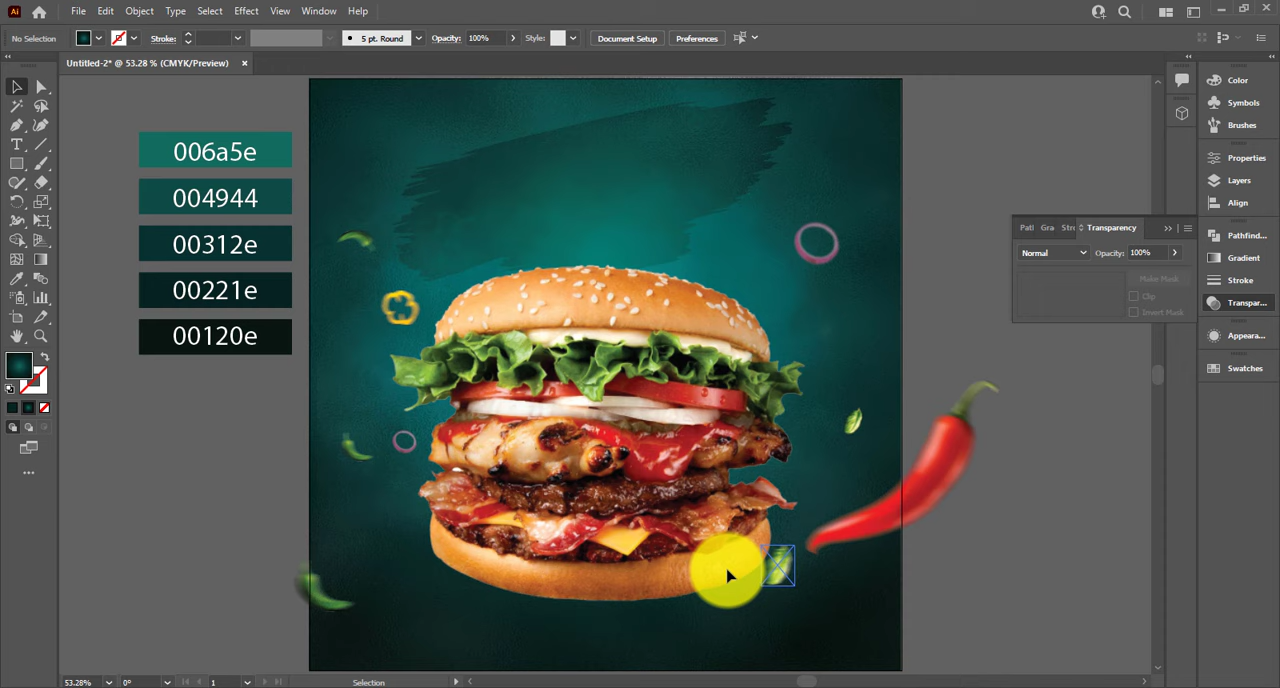 Ai File Edit Object Type Select Effect View Window Help
No Selection Stroke: 5 pt. Round Opacity: 100% Style: Document Setup Preferences
Untitled-2* @ 53.28 % (CMYK/Preview)
006a5e
004944
00312e
00221e
00120e
Color
Symbols
Brushes
Properties
Layers
Align
Pathfind...
Gradient
Stroke
Transpar...
Appeara...
Swatches
Gra Transparency
Normal Opacity: 100%
Make Mask
Clip
Invert Mask
53.28% 0° 1 Selection